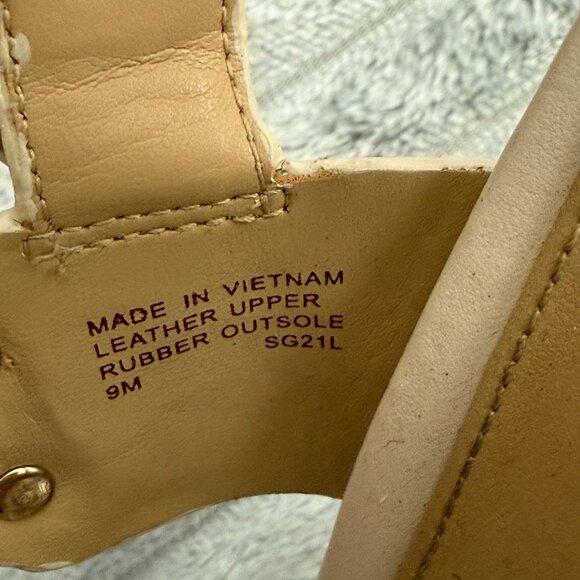 MADE IN VIETNAM
LEATHER UPPER
RUBBER OUTSOLE
9M SG21L